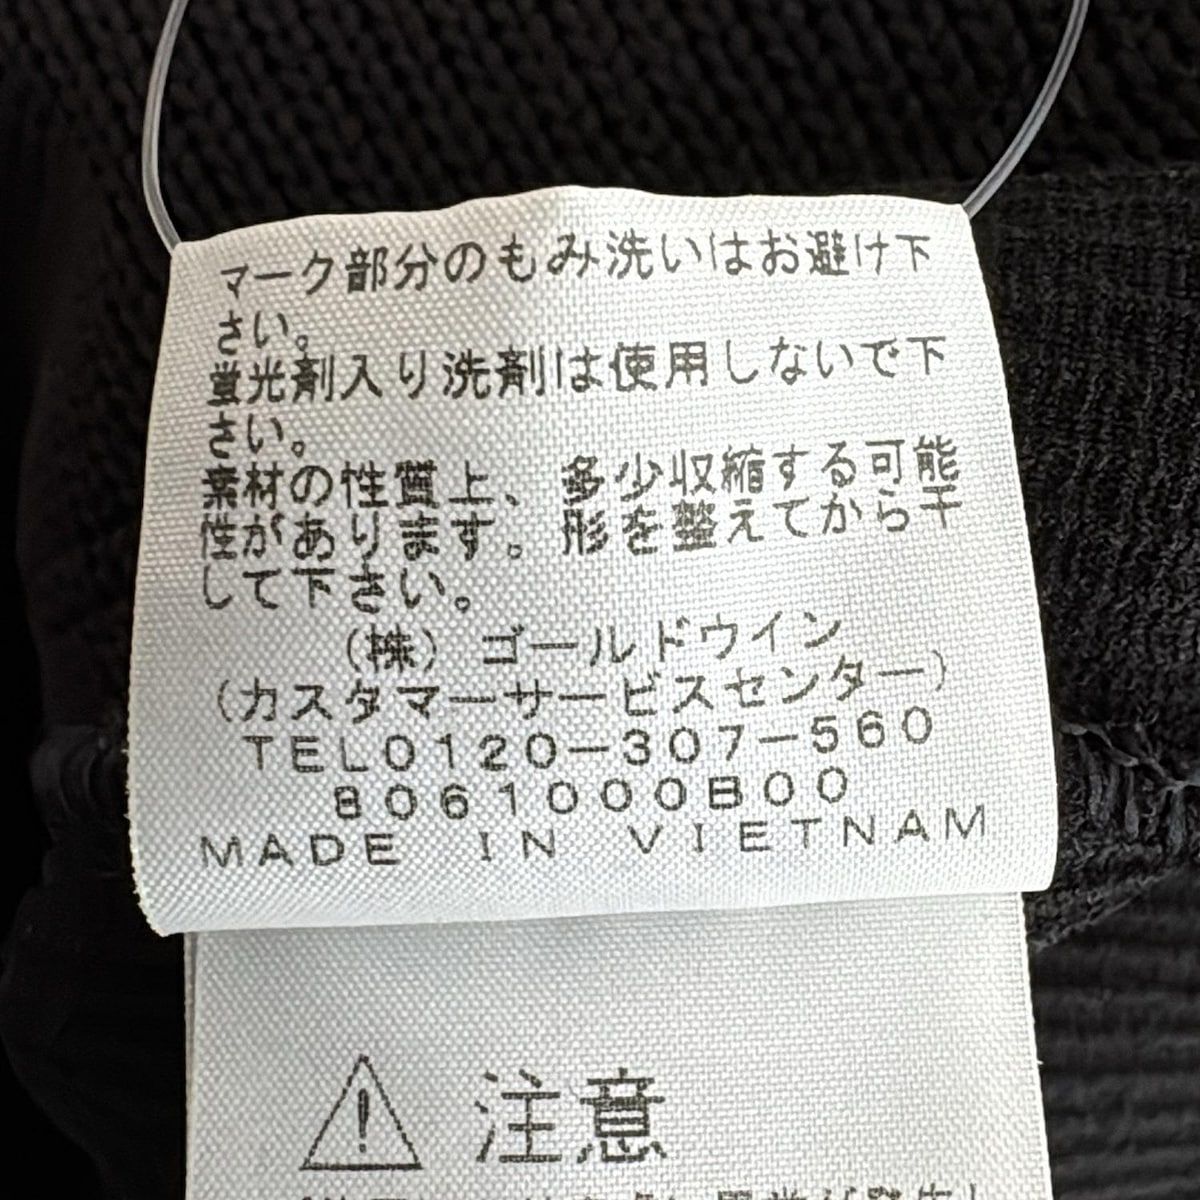 マーク部分のもみ洗いはお避け下
さい。
蛍光剤入り洗剤は使用しないで下
さい。
素材の性質上、多少収縮する可能
性があります。形を整えてから干
して下さい。
(株) ゴールドウイン
(カスタマーサービスセンター)
TEL0120-307-560
8061000B00
MADE IN VIETNAM
注意